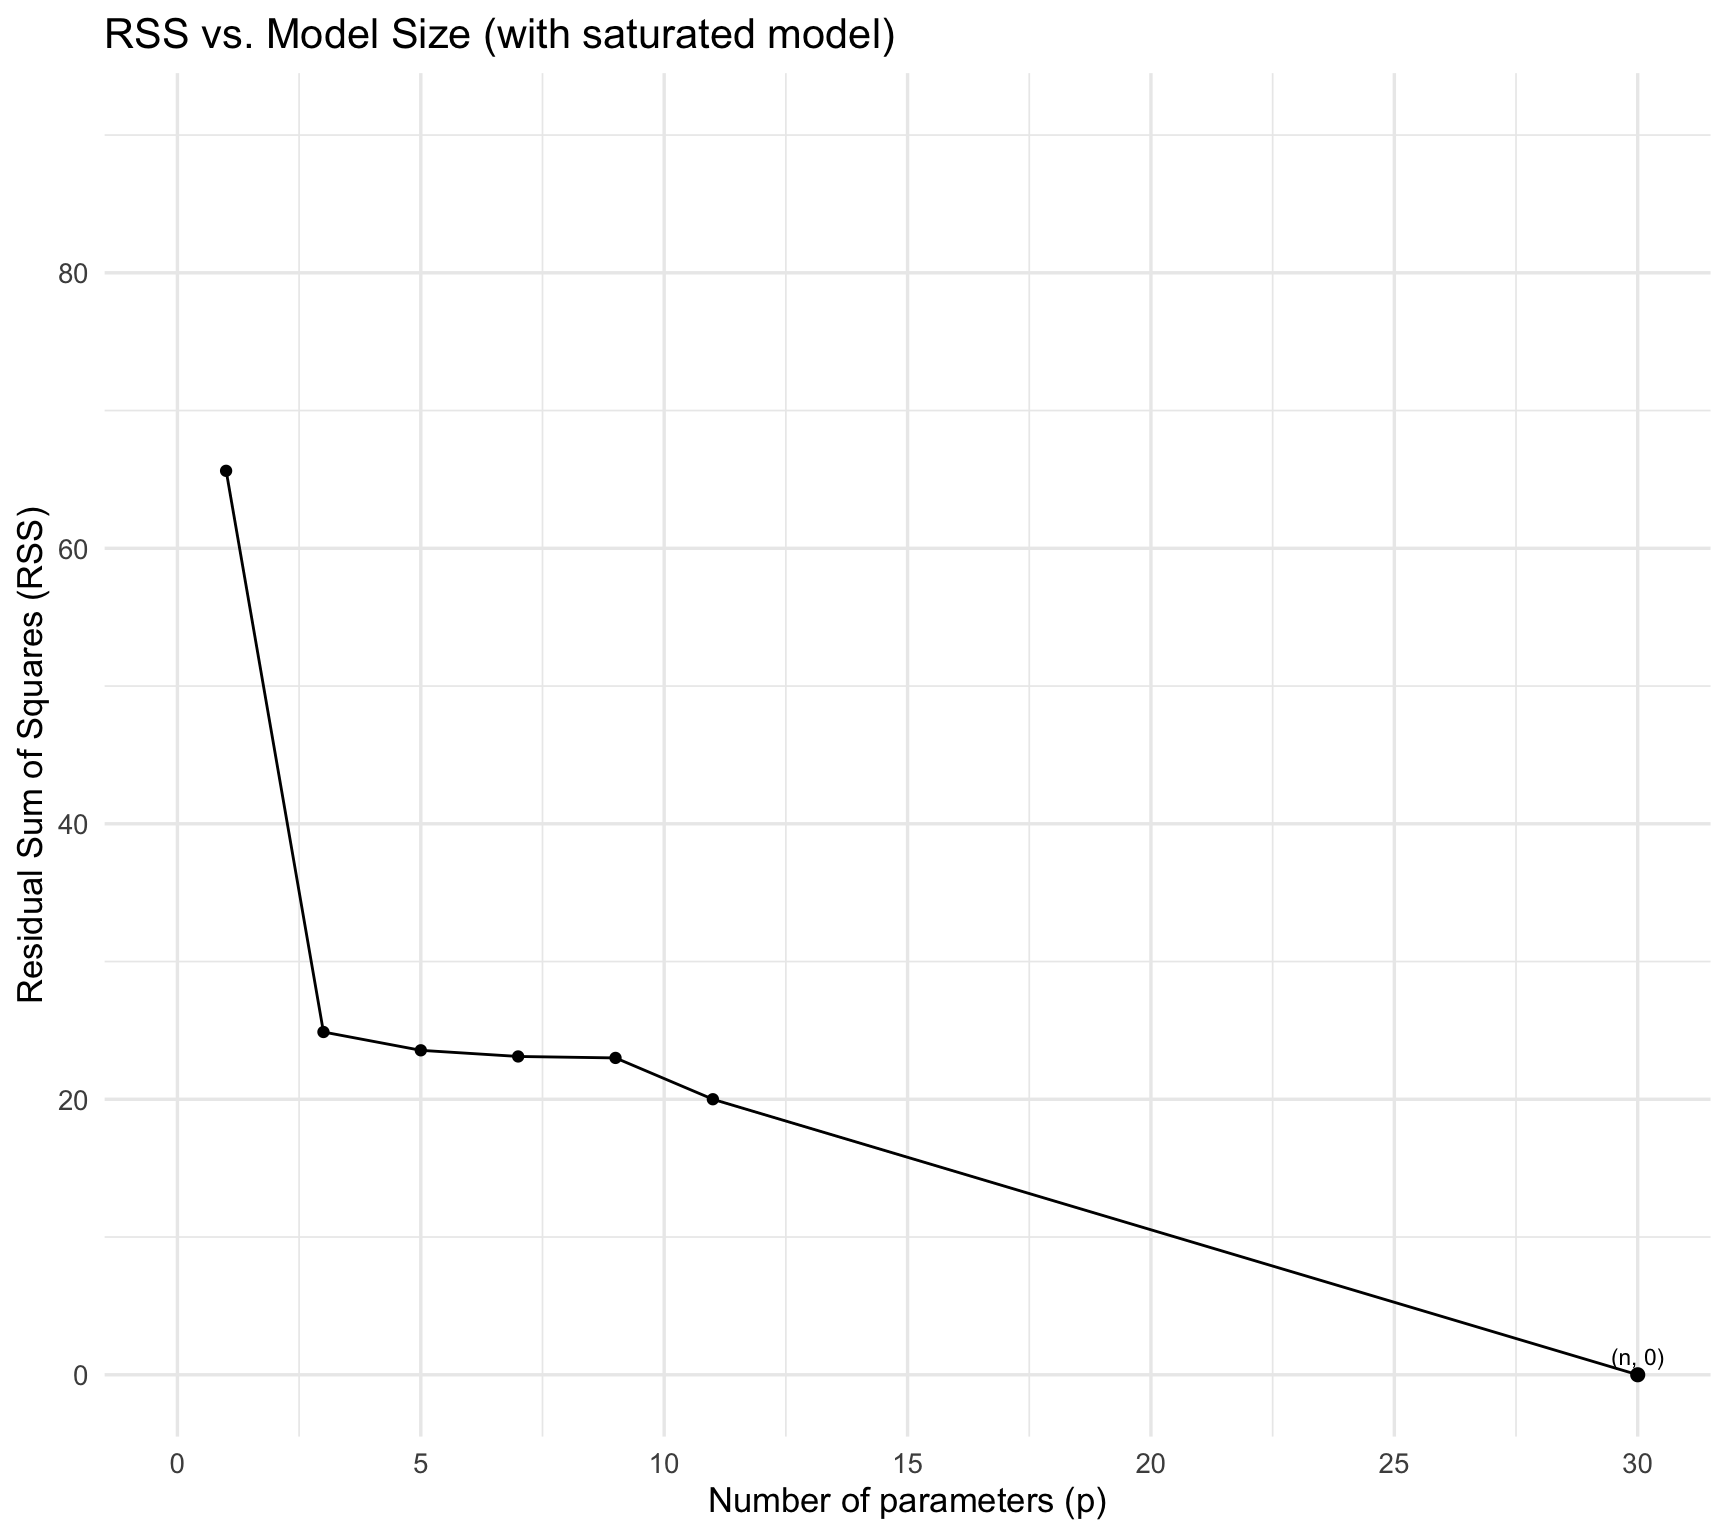 RSS vs. Model Size (with saturated model)
Residual Sum of Squares (RSS)
80
60
40
20
0
(n, 0)
0 5 10 15 20 25 30
Number of parameters (p)